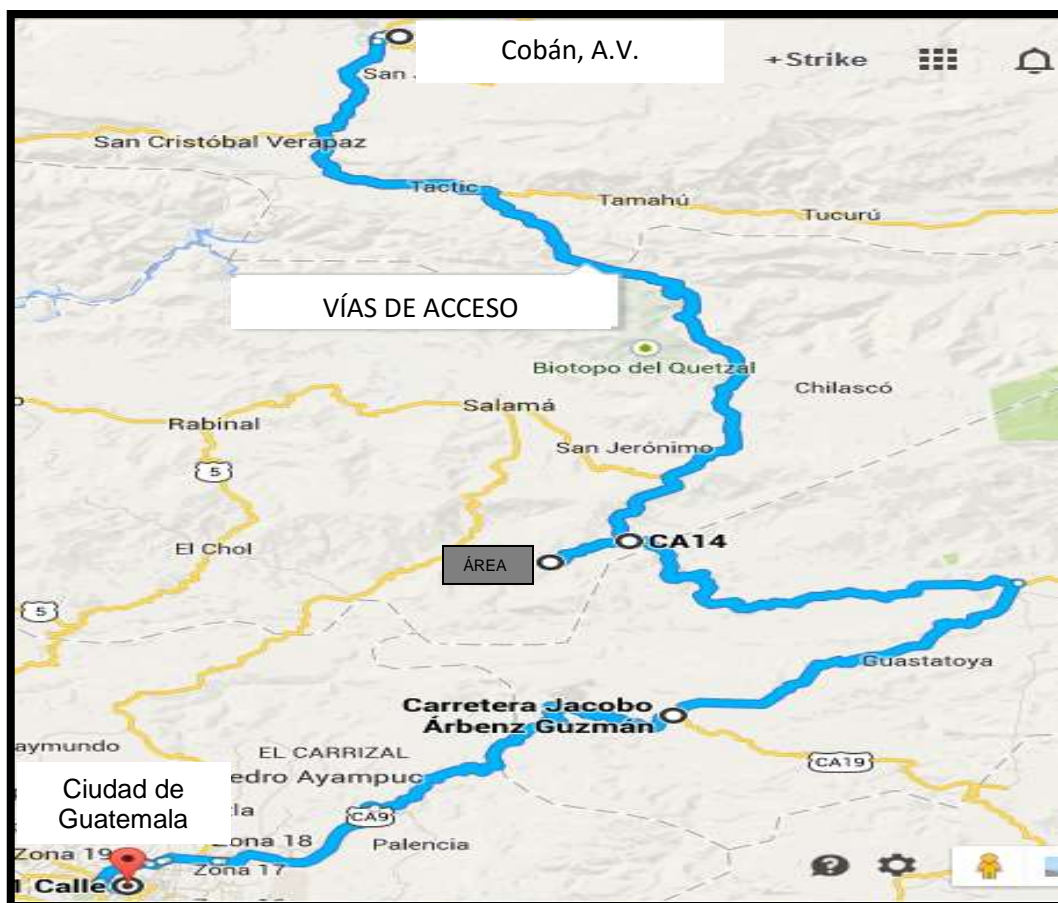 Cobán, A.V.
+Strike
San J
San Cristóbal Verapaz
Tactic
Tamahú
Tucurú
VÍAS DE ACCESO
Biotopo del Quetzal
Chilascó
Salamá
Rabinal
San Jerónimo
5
El Chol
CA14
ÁREA
5
Guastatoya
Carretera Jacobo
Árbenz Guzmán
aymundo
EL CARRIZAL
CA19
edro Ayampuc
Ciudad de
Guatemala
la
CA9
Zona 18
Palencia
Zona 19
Zona 17
1 Calle